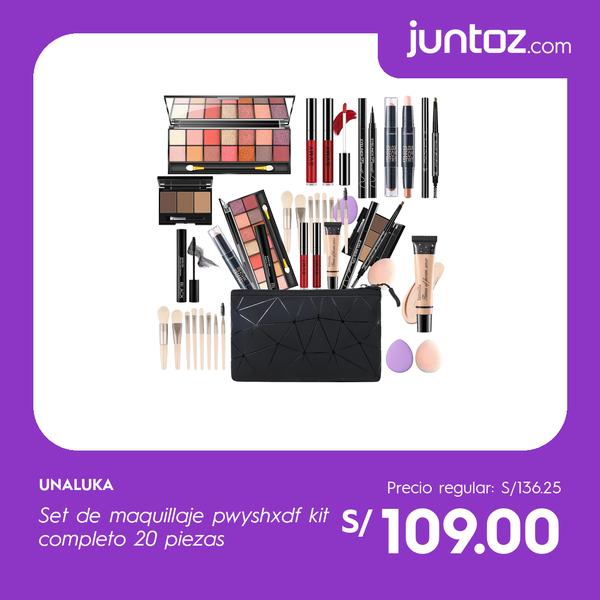 juntoz.com
UNALUKA
Precio regular: S/136.25
Set de maquillaje pwyshxdf kit
completo 20 piezas
S/109.00